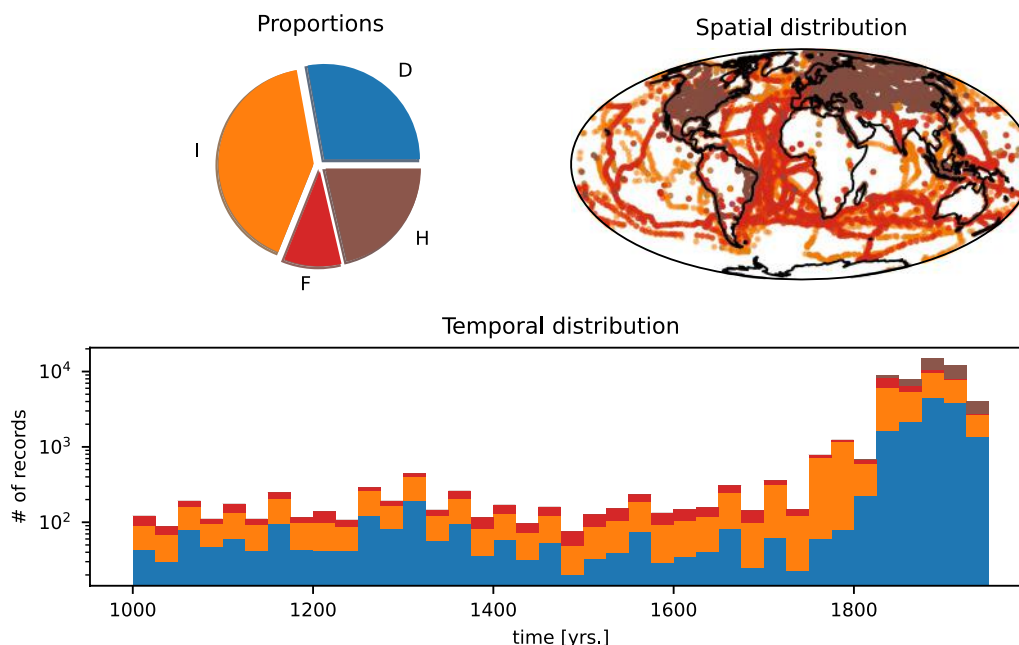 Proportions
D
I
H
F
Spatial distribution
Temporal distribution
# of records
10^4
10^3
10^2
1000 1200 1400 1600 1800
time [yrs.]